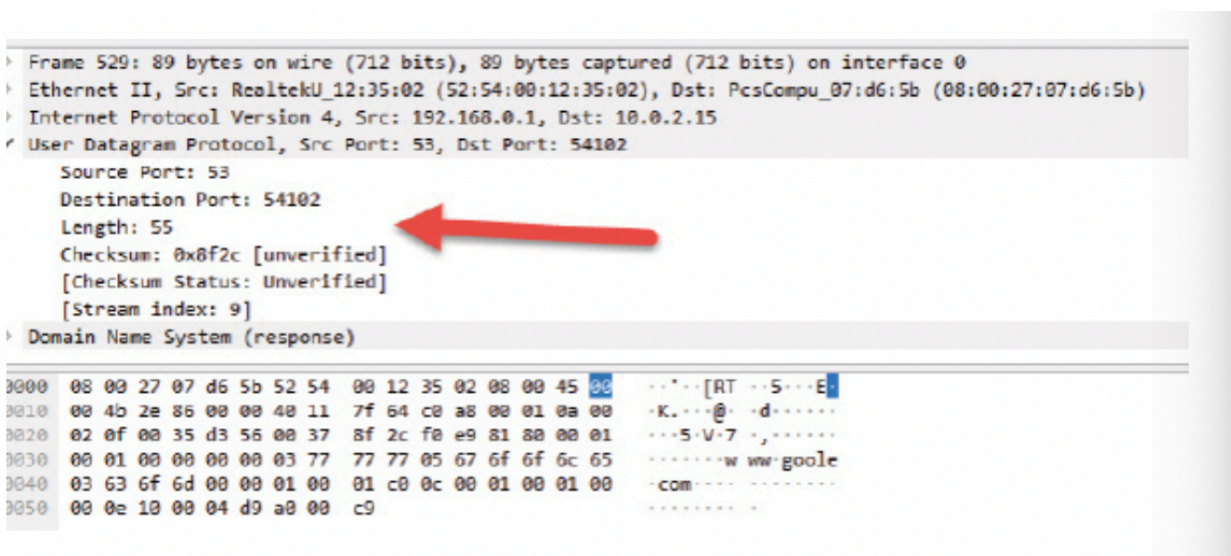 Frame 529: 89 bytes on wire (712 bits), 89 bytes captured (712 bits) on interface 0
Ethernet II, Src: RealtekU_12:35:02 (52:54:00:12:35:02), Dst: PcsCompu_07:d6:5b (08:00:27:07:d6:5b)
Internet Protocol Version 4, Src: 192.168.0.1, Dst: 10.0.2.15
User Datagram Protocol, Src Port: 53, Dst Port: 54102
Source Port: 53
Destination Port: 54102
Length: 55
Checksum: 0x8f2c [unverified]
[Checksum Status: Unverified]
[Stream index: 9]
Domain Name System (response)
0000 08 00 27 07 d6 5b 52 54 00 12 35 02 08 00 45 00 ··'··[RT ··5···E·
0010 00 4b 2e 86 00 00 40 11 7f 64 c0 a8 00 01 0a 00 ·K.···@· ·d······
0020 02 0f 00 35 d3 56 00 37 8f 2c f0 e9 81 80 00 01 ···5·V·7 ·,······
0030 00 01 00 00 00 00 03 77 77 77 05 67 6f 6f 6c 65 ·······w ww·goole
0040 03 63 6f 6d 00 00 01 00 01 c0 0c 00 01 00 01 00 ·com···· ········
0050 00 0e 10 00 04 d9 a0 00 c9 ········ ·